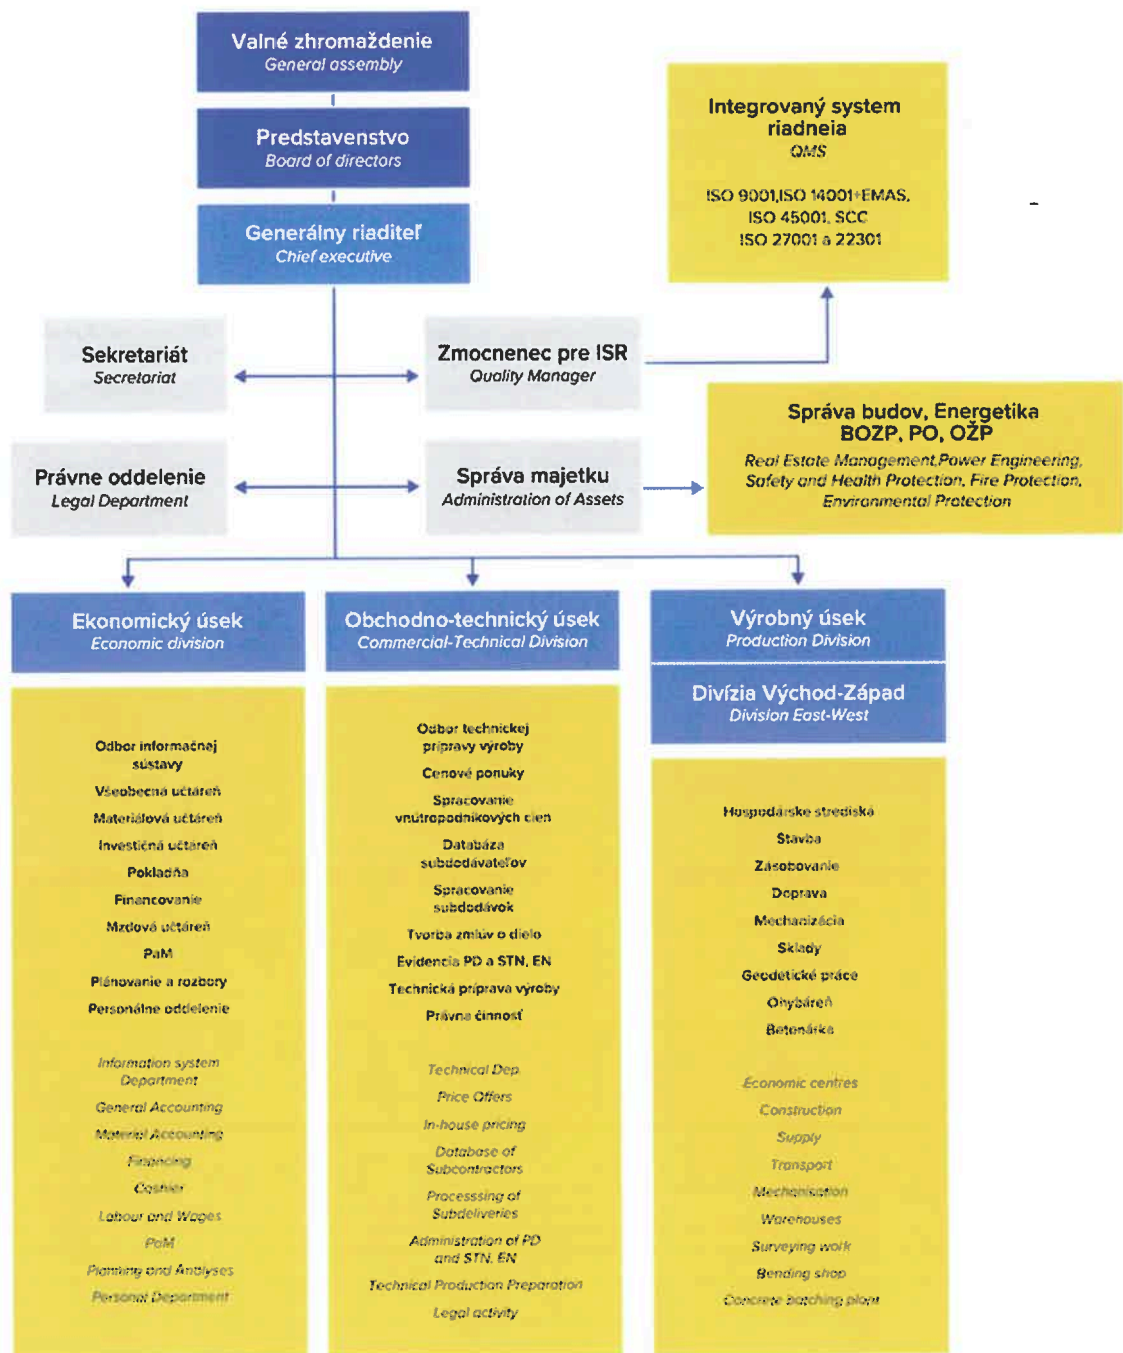 Valné zhromaždenie
General assembly
Predstavenstvo
Board of directors
Generálny riaditeľ
Chief executive
Integrovaný system
riadneia
QMS
ISO 9001,ISO 14001+EMAS,
ISO 45001, SCC
ISO 27001 a 22301
Sekretariát
Secretariat
Zmocnenec pre ISR
Quality Manager
Právne oddelenie
Legal Department
Správa majetku
Administration of Assets
Správa budov, Energetika
BOZP, PO, OŽP
Real Estate Management,Power Engineering,
Safety and Health Protection, Fire Protection,
Environmental Protection
Ekonomický úsek
Economic division
Odbor informačnej
sústavy
Všeobecná učtáreň
Materiálová učtáreň
Investičná učtáreň
Pokladňa
Financovanie
Mzdová učtáreň
PaM
Plánovanie a rozbory
Personálne oddelenie
Information system
Department
General Accounting
Material Accounting
Financing
Cashier
Labour and Wages
PaM
Planning and Analyses
Personal Department
Obchodno-technický úsek
Commercial-Technical Division
Odbor technickej
prípravy výroby
Cenové ponuky
Spracovanie
vnútropodnikových cien
Databáza
subdodávateľov
Spracovanie
subdodávok
Tvorba zmlúv o dielo
Evidencia PD a STN, EN
Technická príprava výroby
Právna činnosť
Technical Dep.
Price Offers
In-house pricing
Database of
Subcontractors
Processsing of
Subdeliveries
Administration of PD
and STN, EN
Technical Production Preparation
Legal activity
Výrobný úsek
Production Division
Divízia Východ-Západ
Division East-West
Hospodárske strediská
Stavba
Zásobovanie
Doprava
Mechanizácia
Sklady
Geodetické práce
Ohybáreň
Betonárka
Economic centres
Construction
Supply
Transport
Mechanisation
Warehouses
Surveying work
Bending shop
Concrete batching plant